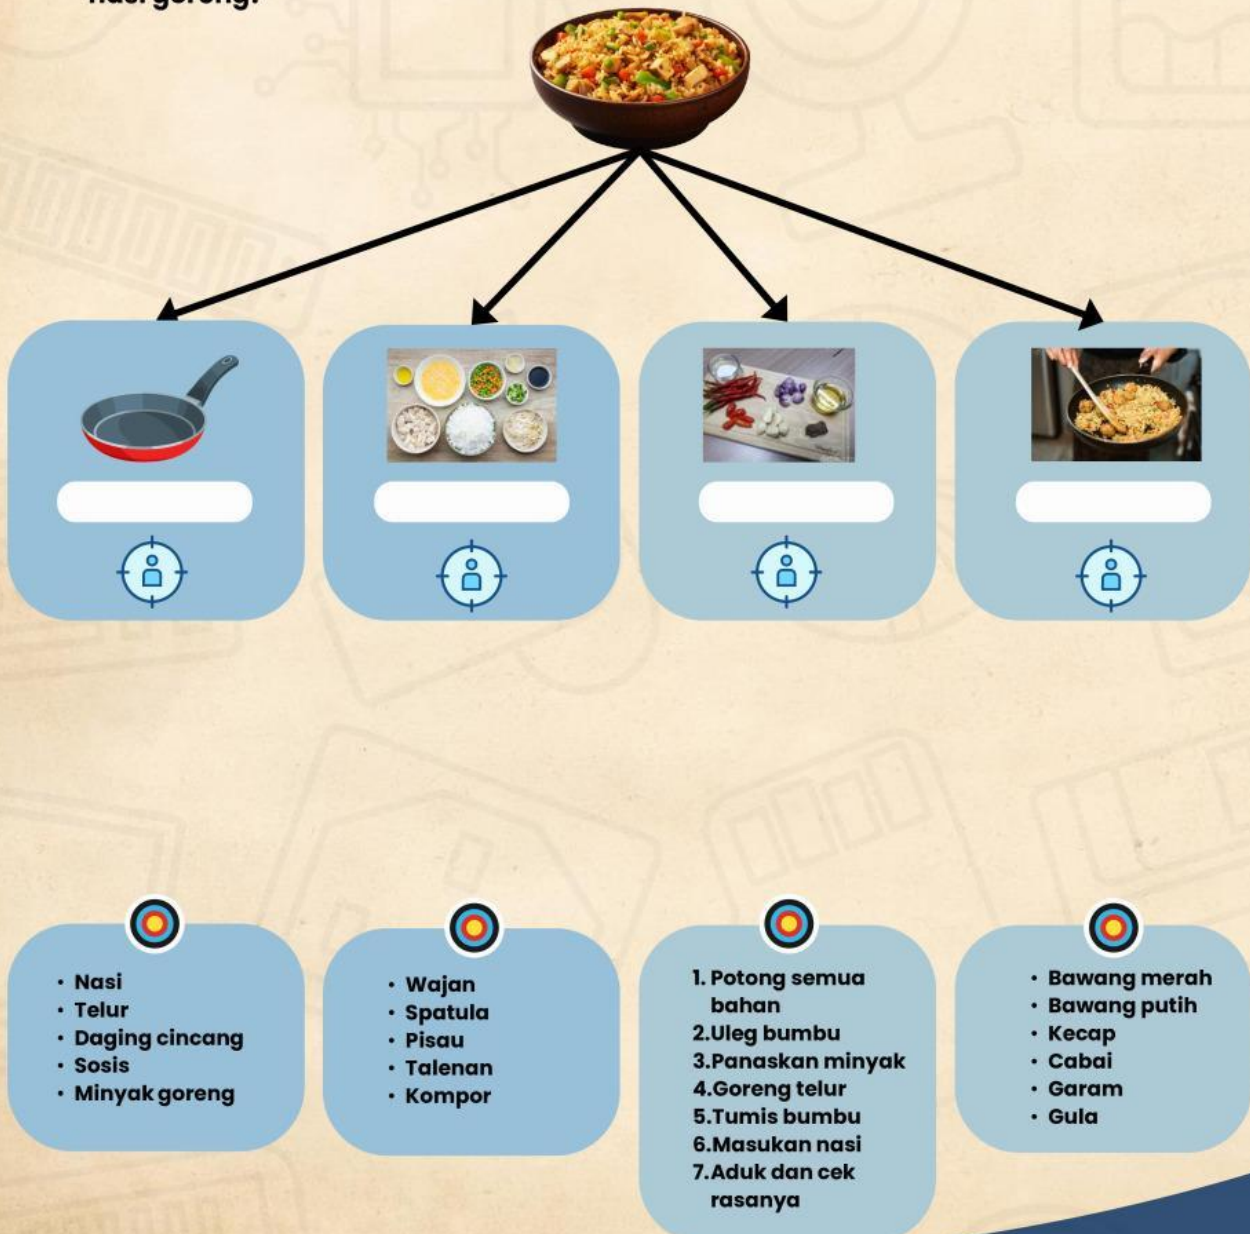 nasi goreng!
• Nasi
• Telur
• Daging cincang
• Sosis
• Minyak goreng
• Wajan
• Spatula
• Pisau
• Talenan
• Kompor
1. Potong semua
bahan
2.Uleg bumbu
3.Panaskan minyak
4.Goreng telur
5.Tumis bumbu
6.Masukan nasi
7.Aduk dan cek
rasanya
• Bawang merah
• Bawang putih
• Kecap
• Cabai
• Garam
• Gula